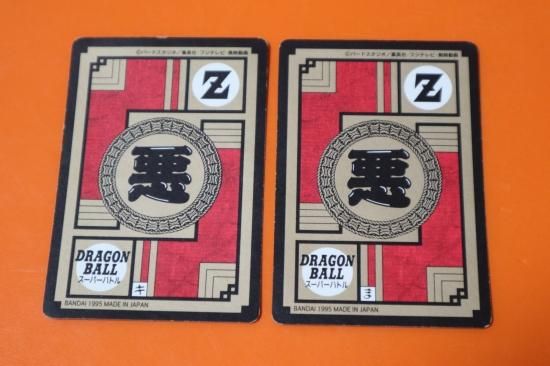 ©バードスタジオ／集英社／フジテレビ・東映動画
Z
悪
DRAGON
BALL
スーパーバトル
キ
BANDAI 1995 MADE IN JAPAN
©バードスタジオ／集英社／フジテレビ・東映動画
Z
悪
DRAGON
BALL
スーパーバトル
ヨ
BANDAI 1995 MADE IN JAPAN